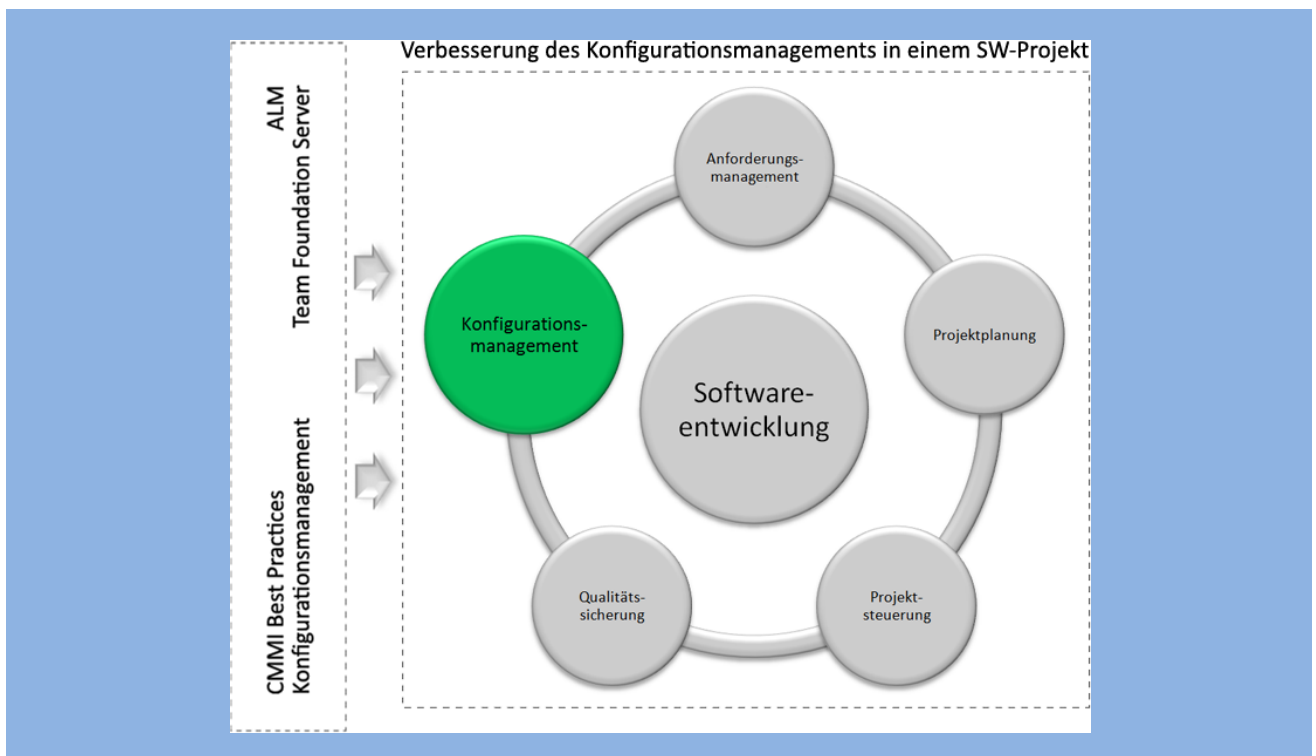 Verbesserung des Konfigurationsmanagements in einem SW-Projekt
ALM
Team Foundation Server
CMMI Best Practices
Konfigurationsmanagement
Anforderungs-
management
Konfigurations-
management
Projektplanung
Software-
entwicklung
Qualitäts-
sicherung
Projekt-
steuerung